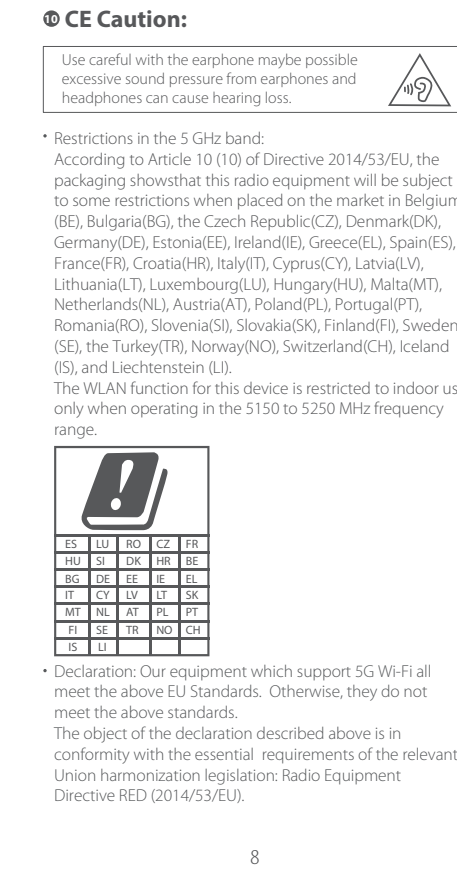 10 CE Caution:
Use careful with the earphone maybe possible
excessive sound pressure from earphones and
headphones can cause hearing loss.
• Restrictions in the 5 GHz band:
According to Article 10 (10) of Directive 2014/53/EU, the
packaging showsthat this radio equipment will be subject
to some restrictions when placed on the market in Belgium
(BE), Bulgaria(BG), the Czech Republic(CZ), Denmark(DK),
Germany(DE), Estonia(EE), Ireland(IE), Greece(EL), Spain(ES),
France(FR), Croatia(HR), Italy(IT), Cyprus(CY), Latvia(LV),
Lithuania(LT), Luxembourg(LU), Hungary(HU), Malta(MT),
Netherlands(NL), Austria(AT), Poland(PL), Portugal(PT),
Romania(RO), Slovenia(SI), Slovakia(SK), Finland(FI), Sweden
(SE), the Turkey(TR), Norway(NO), Switzerland(CH), Iceland
(IS), and Liechtenstein (LI).
The WLAN function for this device is restricted to indoor us
only when operating in the 5150 to 5250 MHz frequency
range.
ES LU RO CZ FR
HU SI DK HR BE
BG DE EE IE EL
IT CY LV LT SK
MT NL AT PL PT
FI SE TR NO CH
IS LI
• Declaration: Our equipment which support 5G Wi-Fi all
meet the above EU Standards. Otherwise, they do not
meet the above standards.
The object of the declaration described above is in
conformity with the essential requirements of the relevant
Union harmonization legislation: Radio Equipment
Directive RED (2014/53/EU).
8